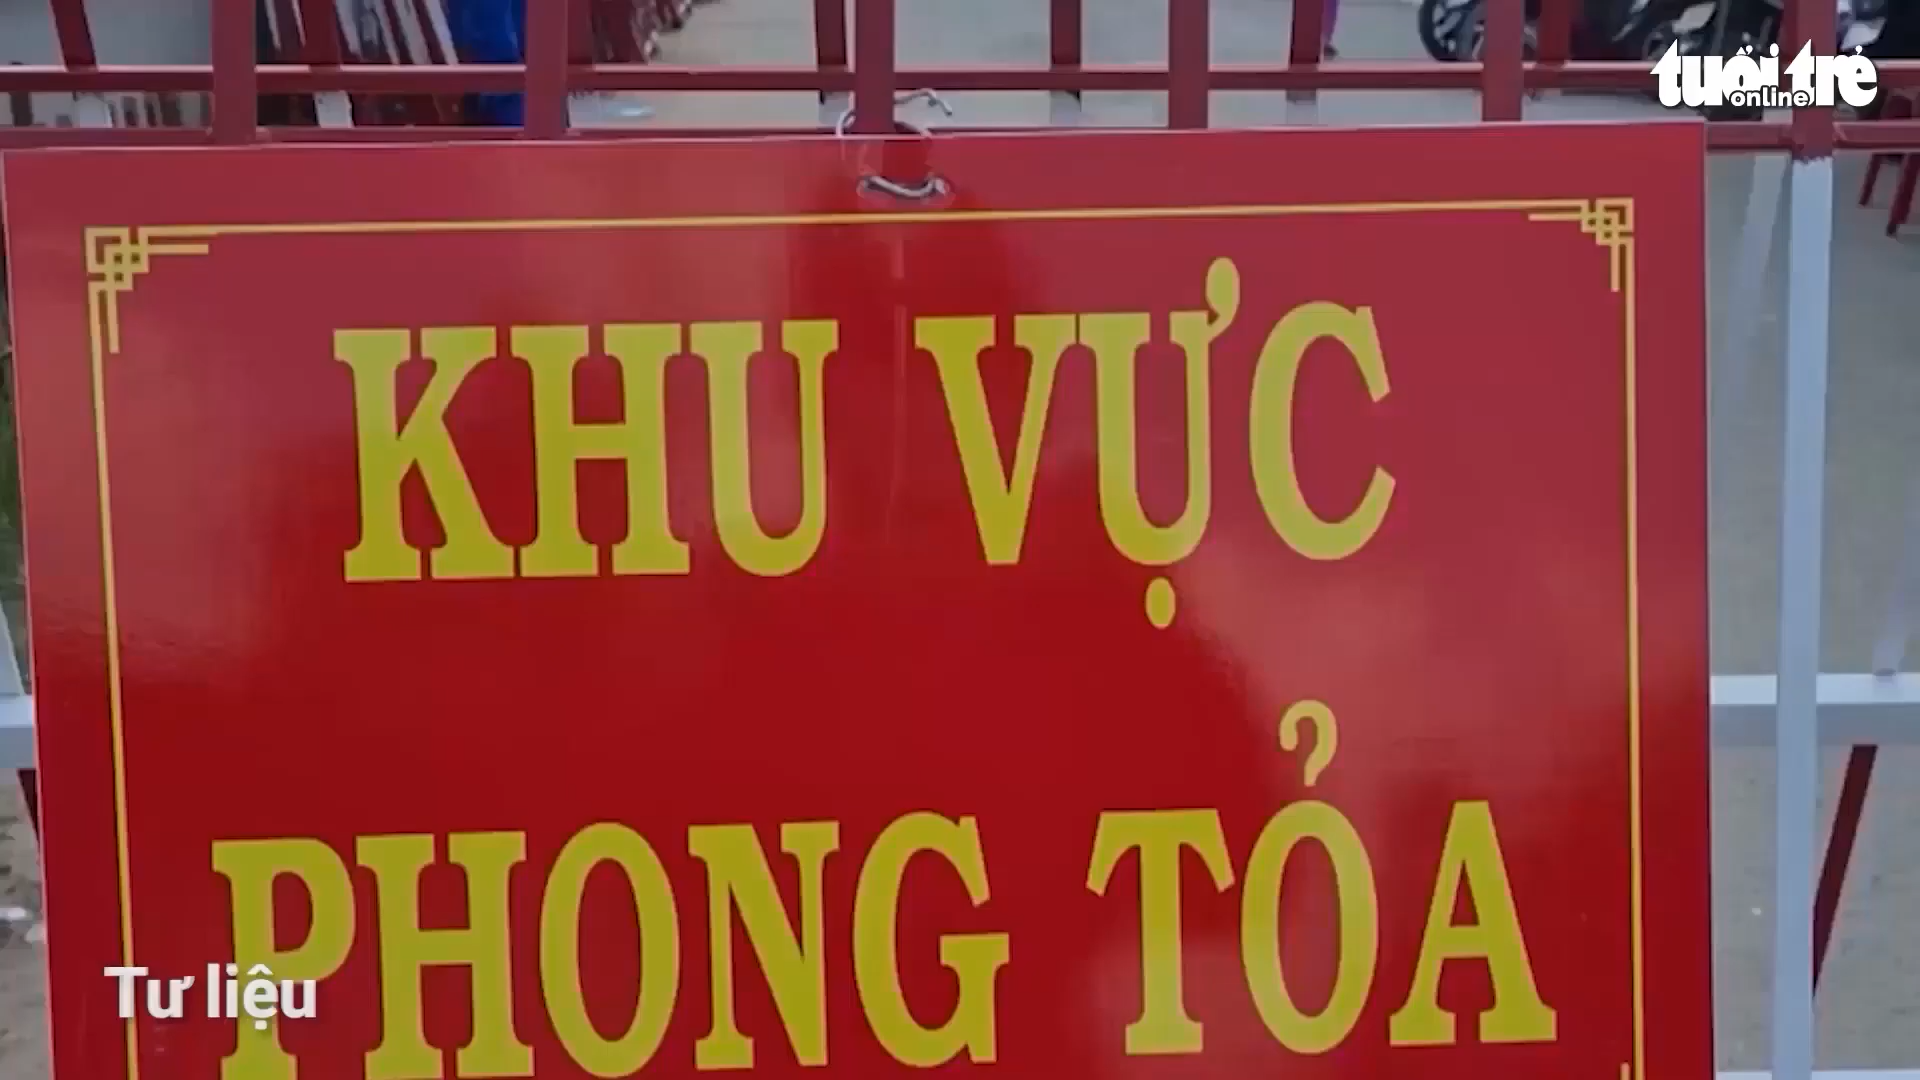 tuổi trẻ
online
KHU VỰC
PHONG TỎA
Tư liệu